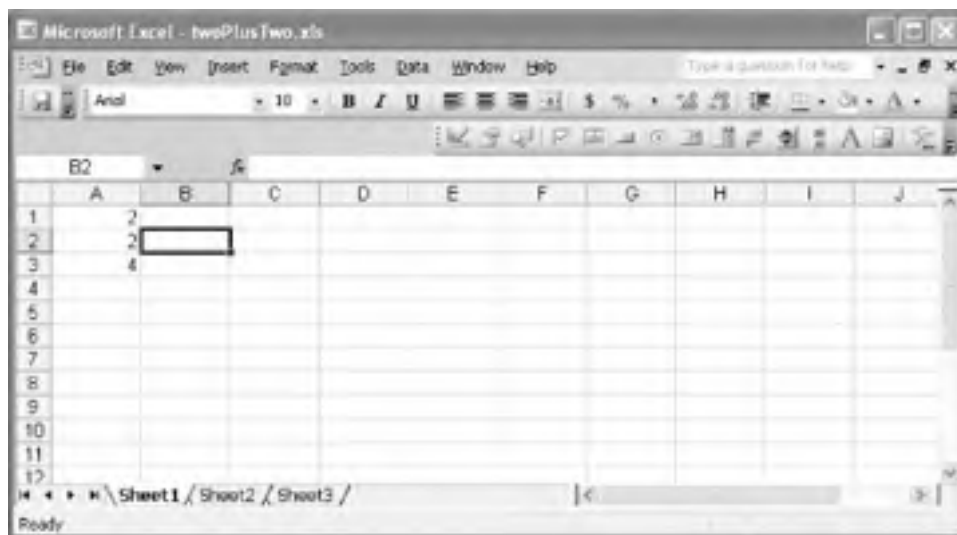 Microsoft Excel - twoPlusTwo.xls
File Edit View Insert Format Tools Data Window Help Type a question for help
Arial 10 B I U $ % ,
A
B2 fx
A B C D E F G H I J
1 2
2 2
3 4
4
5
6
7
8
9
10
11
12
Sheet1 / Sheet2 / Sheet3 /
Ready